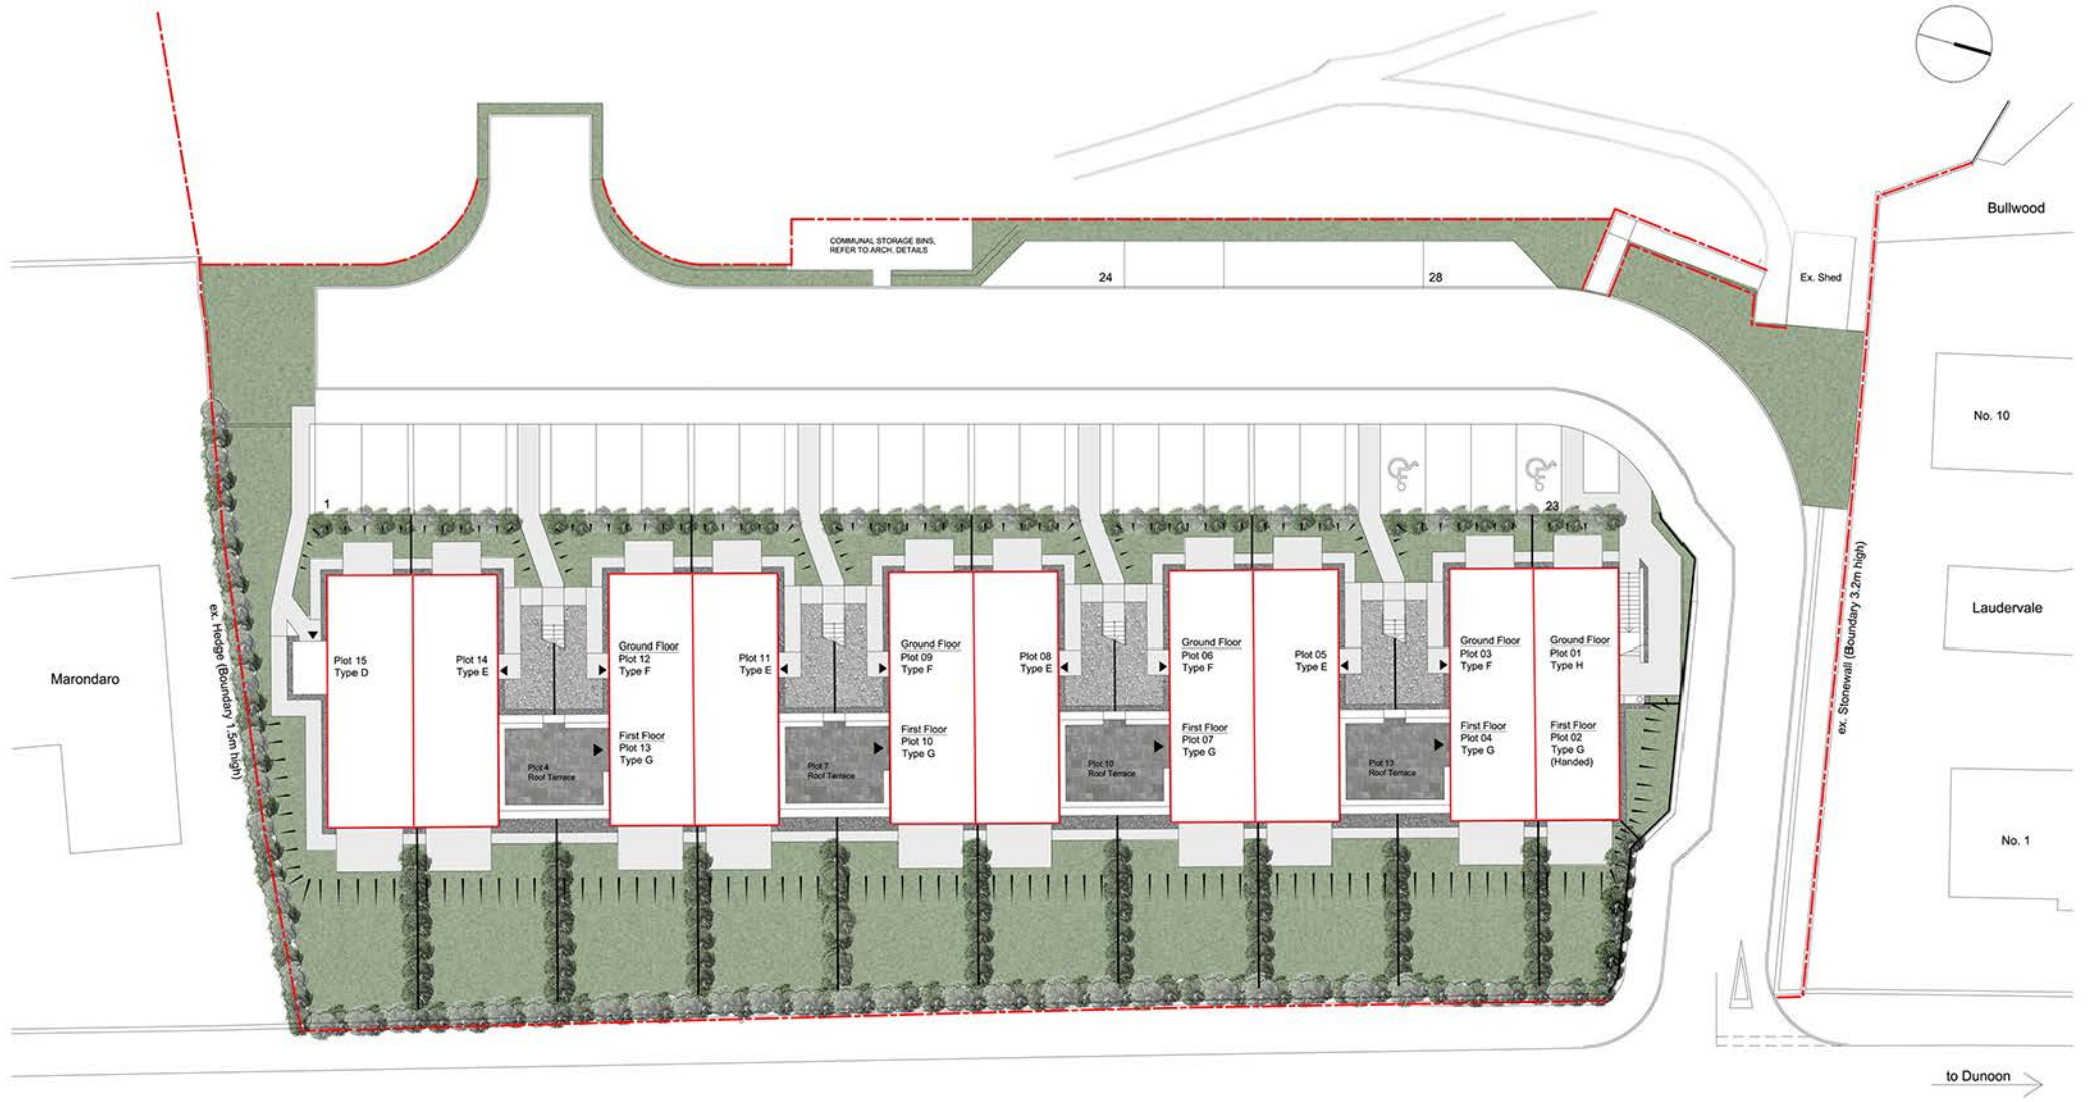 Bullwood
COMMUNAL STORAGE BINS,
REFER TO ARCH. DETAILS
24
28
Ex. Shed
No. 10
1
23
ex. Hedge (Boundary 1.5m high)
ex. Stonewall (Boundary 3.2m high)
Marondaro
Laudervale
No. 1
Plot 15
Type D
Plot 14
Type E
Ground Floor
Plot 12
Type F
First Floor
Plot 13
Type G
Plot 11
Type E
Ground Floor
Plot 09
Type F
First Floor
Plot 10
Type G
Plot 08
Type E
Ground Floor
Plot 06
Type F
First Floor
Plot 07
Type G
Plot 05
Type E
Ground Floor
Plot 03
Type F
First Floor
Plot 04
Type G
Ground Floor
Plot 01
Type H
First Floor
Plot 02
Type G
(Handed)
Plot 4
Roof Terrace
Plot 7
Roof Terrace
Plot 10
Roof Terrace
Plot 13
Roof Terrace
to Dunoon